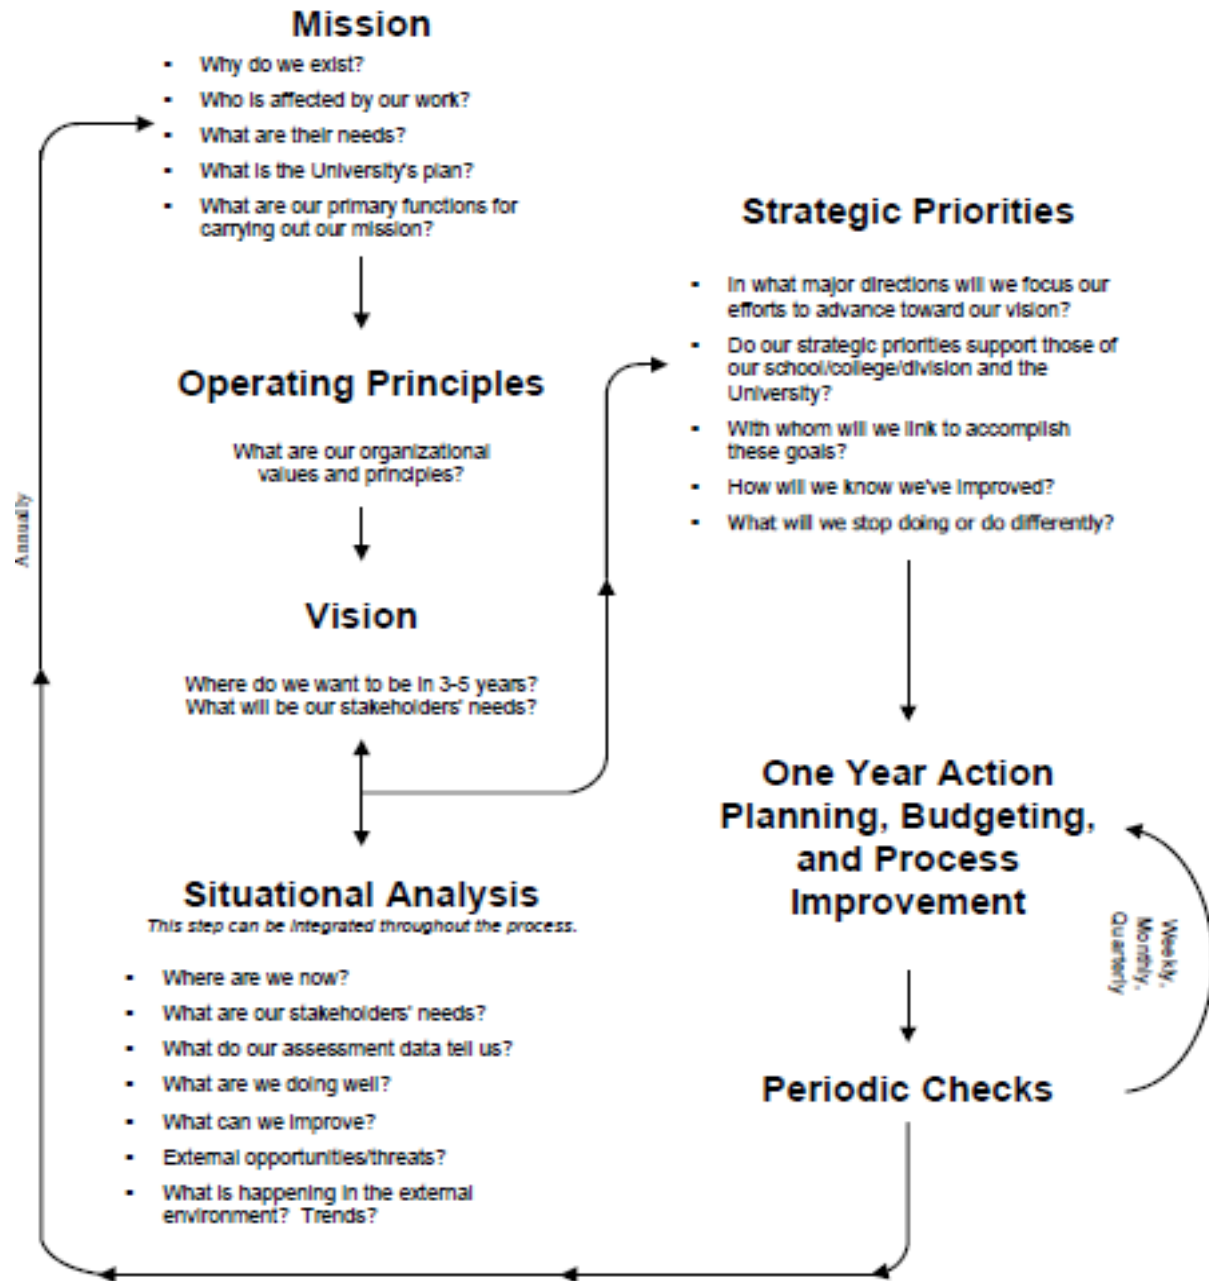 Mission
▪ Why do we exist?
▪ Who is affected by our work?
▪ What are their needs?
▪ What is the University's plan?
▪ What are our primary functions for
carrying out our mission?
Operating Principles
What are our organizational
values and principles?
Vision
Where do we want to be in 3-5 years?
What will be our stakeholders' needs?
Situational Analysis
This step can be integrated throughout the process.
▪ Where are we now?
▪ What are our stakeholders' needs?
▪ What do our assessment data tell us?
▪ What are we doing well?
▪ What can we improve?
▪ External opportunities/threats?
▪ What is happening in the external
environment? Trends?
Annually
Strategic Priorities
▪ In what major directions will we focus our
efforts to advance toward our vision?
▪ Do our strategic priorities support those of
our school/college/division and the
University?
▪ With whom will we link to accomplish
these goals?
▪ How will we know we've improved?
▪ What will we stop doing or do differently?
One Year Action
Planning, Budgeting,
and Process
Improvement
Weekly,
Monthly,
Quarterly
Periodic Checks